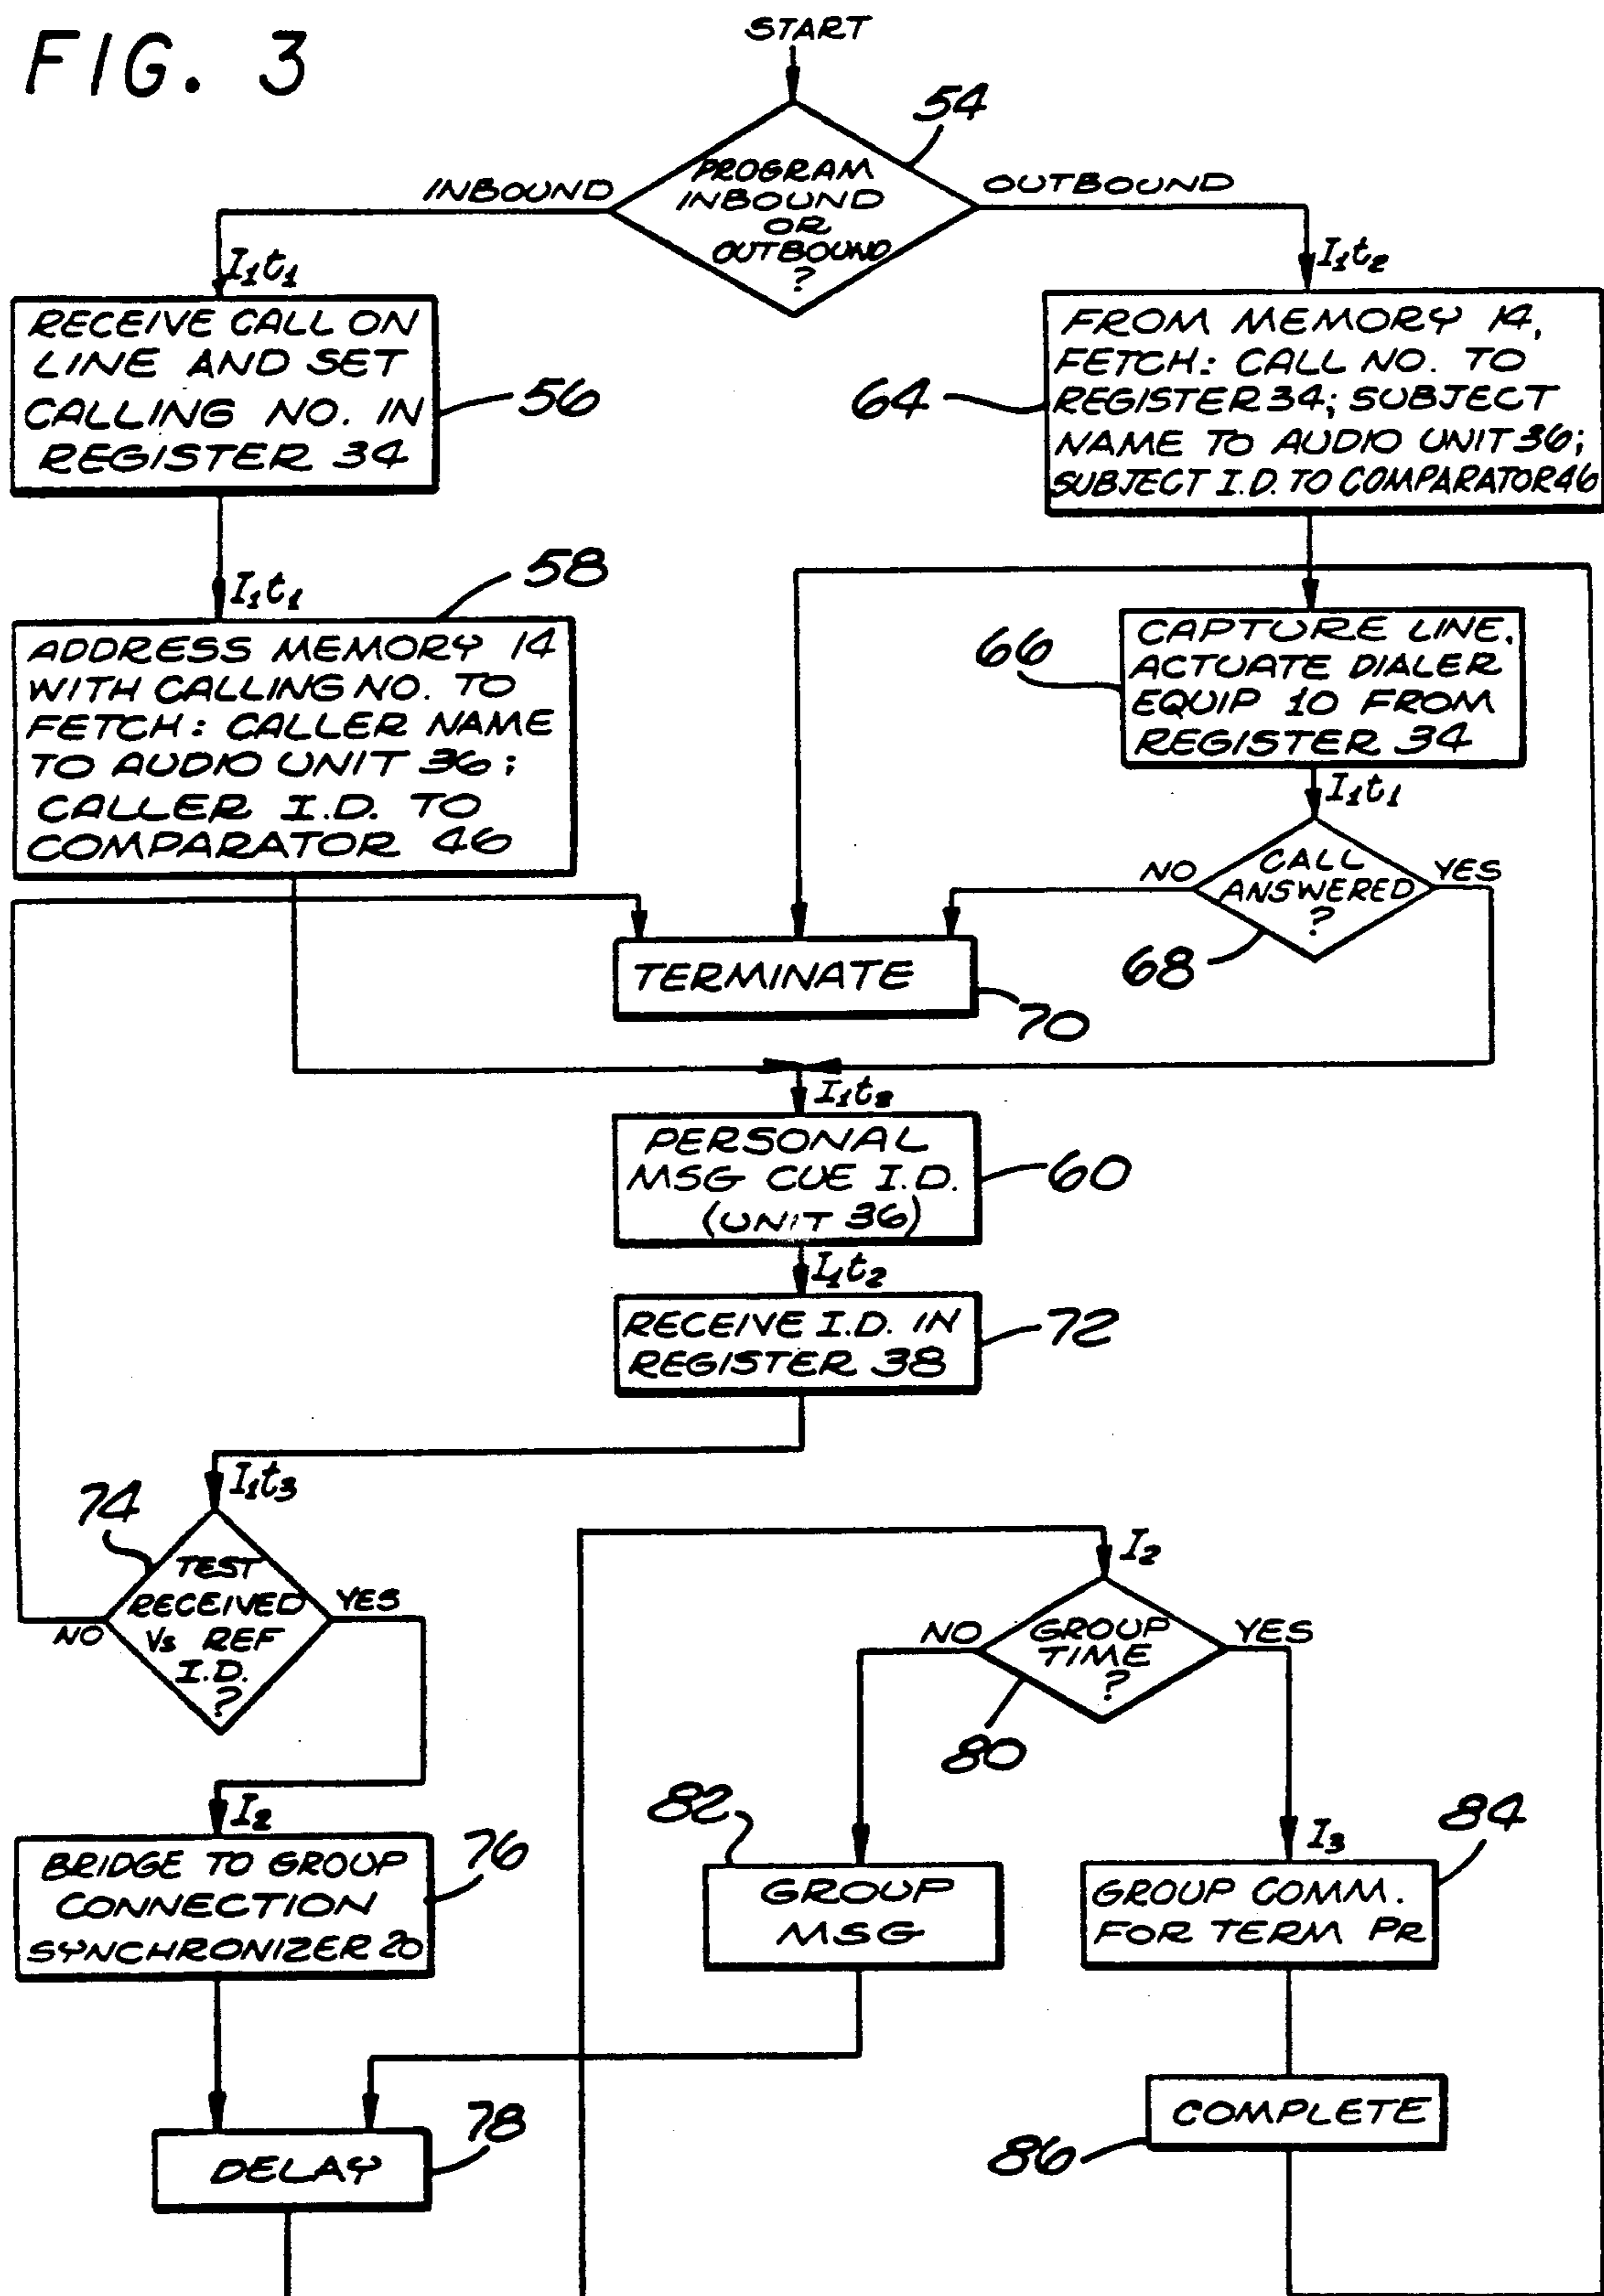 FIG. 3
START
54
PROGRAM
INBOUND
OR
OUTBOUND
?
INBOUND
OUTBOUND
I₁t₁
I₁t₂
RECEIVE CALL ON
LINE AND SET
CALLING NO. IN
REGISTER 34
56
64
FROM MEMORY 14,
FETCH: CALL NO. TO
REGISTER 34; SUBJECT
NAME TO AUDIO UNIT 36;
SUBJECT I.D. TO COMPARATOR 46
I₁t₁
58
ADDRESS MEMORY 14
WITH CALLING NO. TO
FETCH: CALLER NAME
TO AUDIO UNIT 36;
CALLER I.D. TO
COMPARATOR 46
66
CAPTURE LINE.
ACTUATE DIALER
EQUIP 10 FROM
REGISTER 34
I₁t₁
NO
CALL
ANSWERED
?
YES
68
TERMINATE
70
I₁t₂
PERSONAL
MSG CUE I.D.
(UNIT 36)
60
I₁t₂
RECEIVE I.D. IN
REGISTER 38
72
I₁t₃
74
TEST
RECEIVED
Vs REF
I.D.
?
NO
YES
I₂
GROUP
TIME
?
NO
YES
80
I₂
BRIDGE TO GROUP
CONNECTION
SYNCHRONIZER 20
76
82
GROUP
MSG
I₃
84
GROUP COMM.
FOR TERM PR
DELAY
78
COMPLETE
86